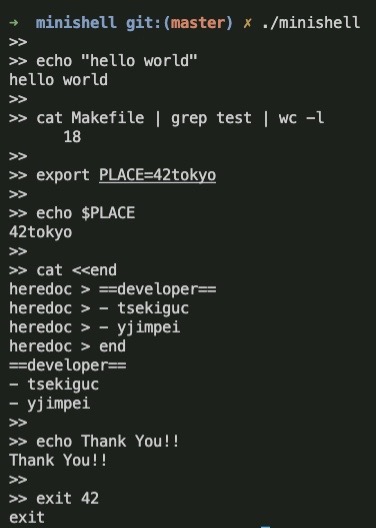 ➜  minishell git:(master) ✗ ./minishell
>>
>> echo "hello world"
hello world
>>
>> cat Makefile | grep test | wc -l
      18
>>
>> export PLACE=42tokyo
>>
>> echo $PLACE
42tokyo
>>
>> cat <<end
heredoc > ==developer==
heredoc > - tsekiguc
heredoc > - yjimpei
heredoc > end
==developer==
- tsekiguc
- yjimpei
>>
>> echo Thank You!!
Thank You!!
>>
>> exit 42
exit